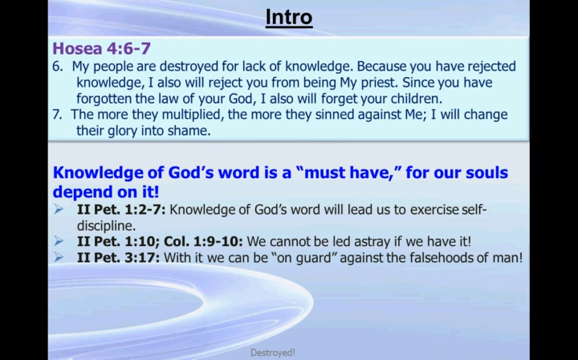 Intro
Hosea 4:6-7
6. My people are destroyed for lack of knowledge. Because you have rejected
knowledge, I also will reject you from being My priest. Since you have
forgotten the law of your God, I also will forget your children.
7. The more they multiplied, the more they sinned against Me; I will change
their glory into shame.
Knowledge of God's word is a "must have," for our souls
depend on it!
➢ II Pet. 1:2-7: Knowledge of God's word will lead us to exercise self-
discipline.
➢ II Pet. 1:10; Col. 1:9-10: We cannot be led astray if we have it!
➢ II Pet. 3:17: With it we can be "on guard" against the falsehoods of man!
Destroyed!